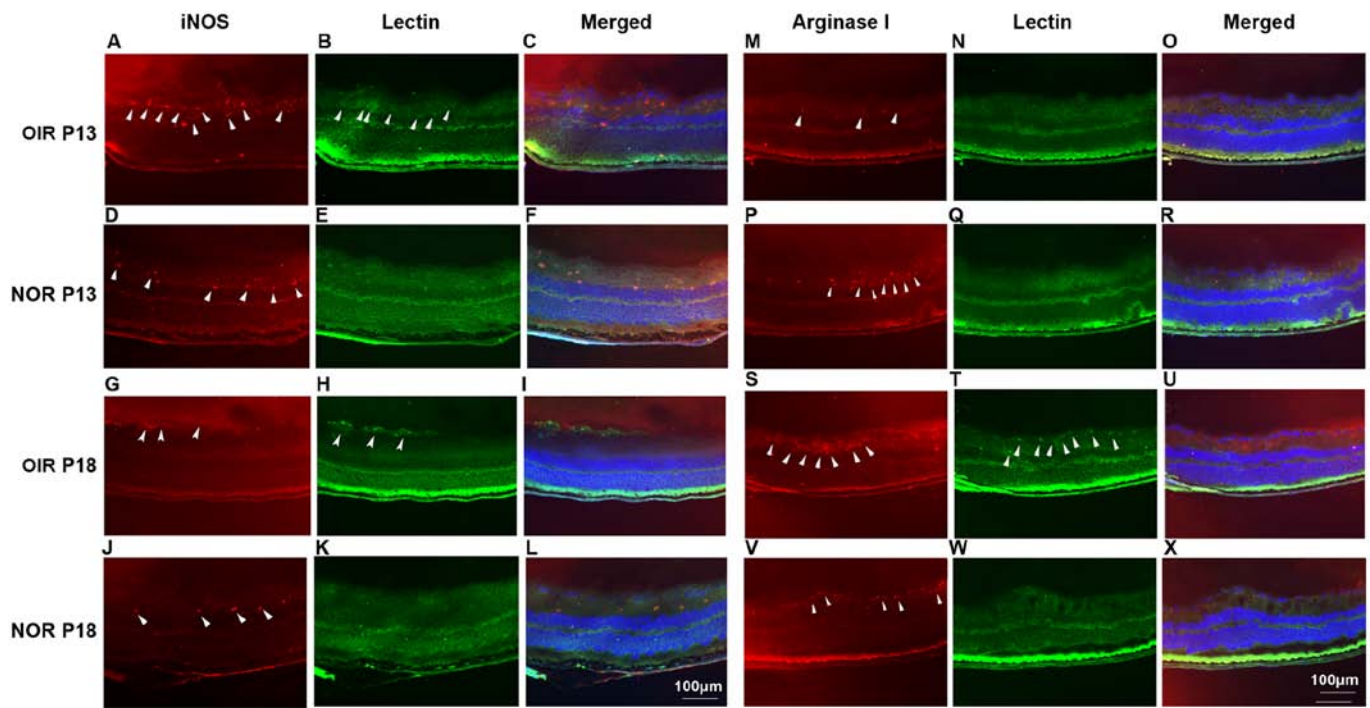 iNOS Lectin Merged Arginase I Lectin Merged
A B C M N O
OIR P13
D E F P Q R
NOR P13
G H I S T U
OIR P18
J K L V W X
NOR P18
100μm 100μm